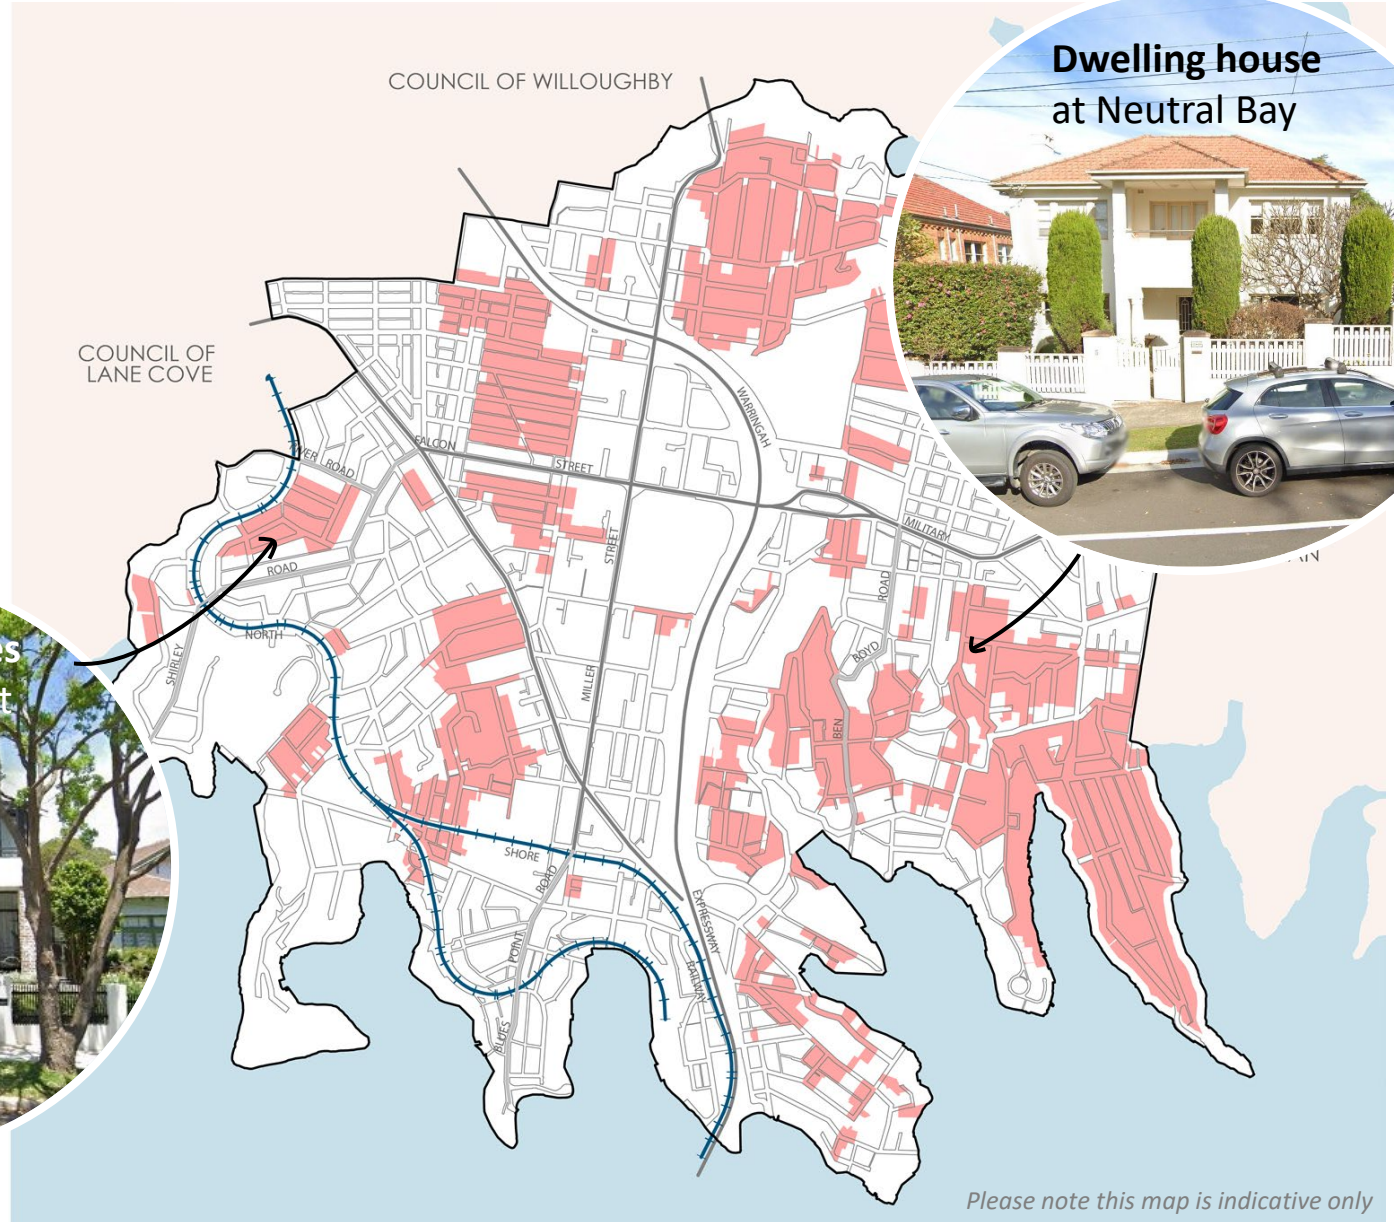 Dwelling house
at Neutral Bay
COUNCIL OF WILLOUGHBY
COUNCIL OF
LANE COVE
WARRINGAH
FALCON
STREET
ROAD
MILITARY
STREET
ROAD
ROAD
NORTH
SHIRLEY
BOYD
MILLER
BEN
SHORE
ROAD
EXPRESSWAY
POINT
RAILWAY
BLUES
Please note this map is indicative only